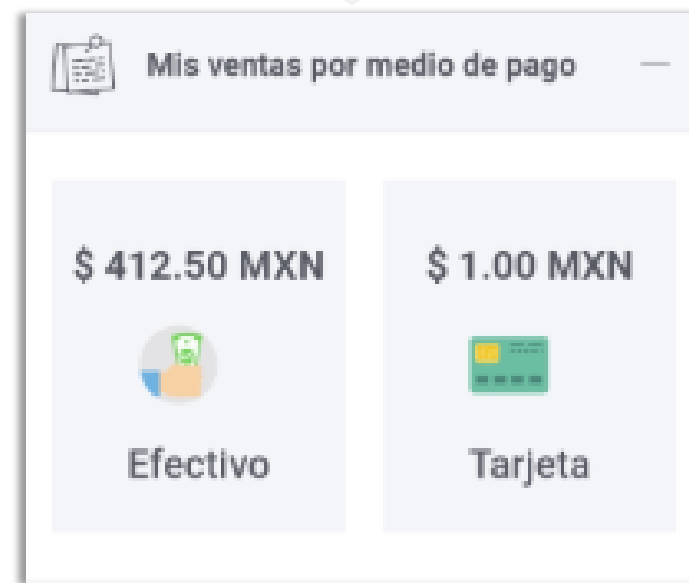 Mis ventas por medio de pago
$ 412.50 MXN
$ 1.00 MXN
Efectivo
Tarjeta